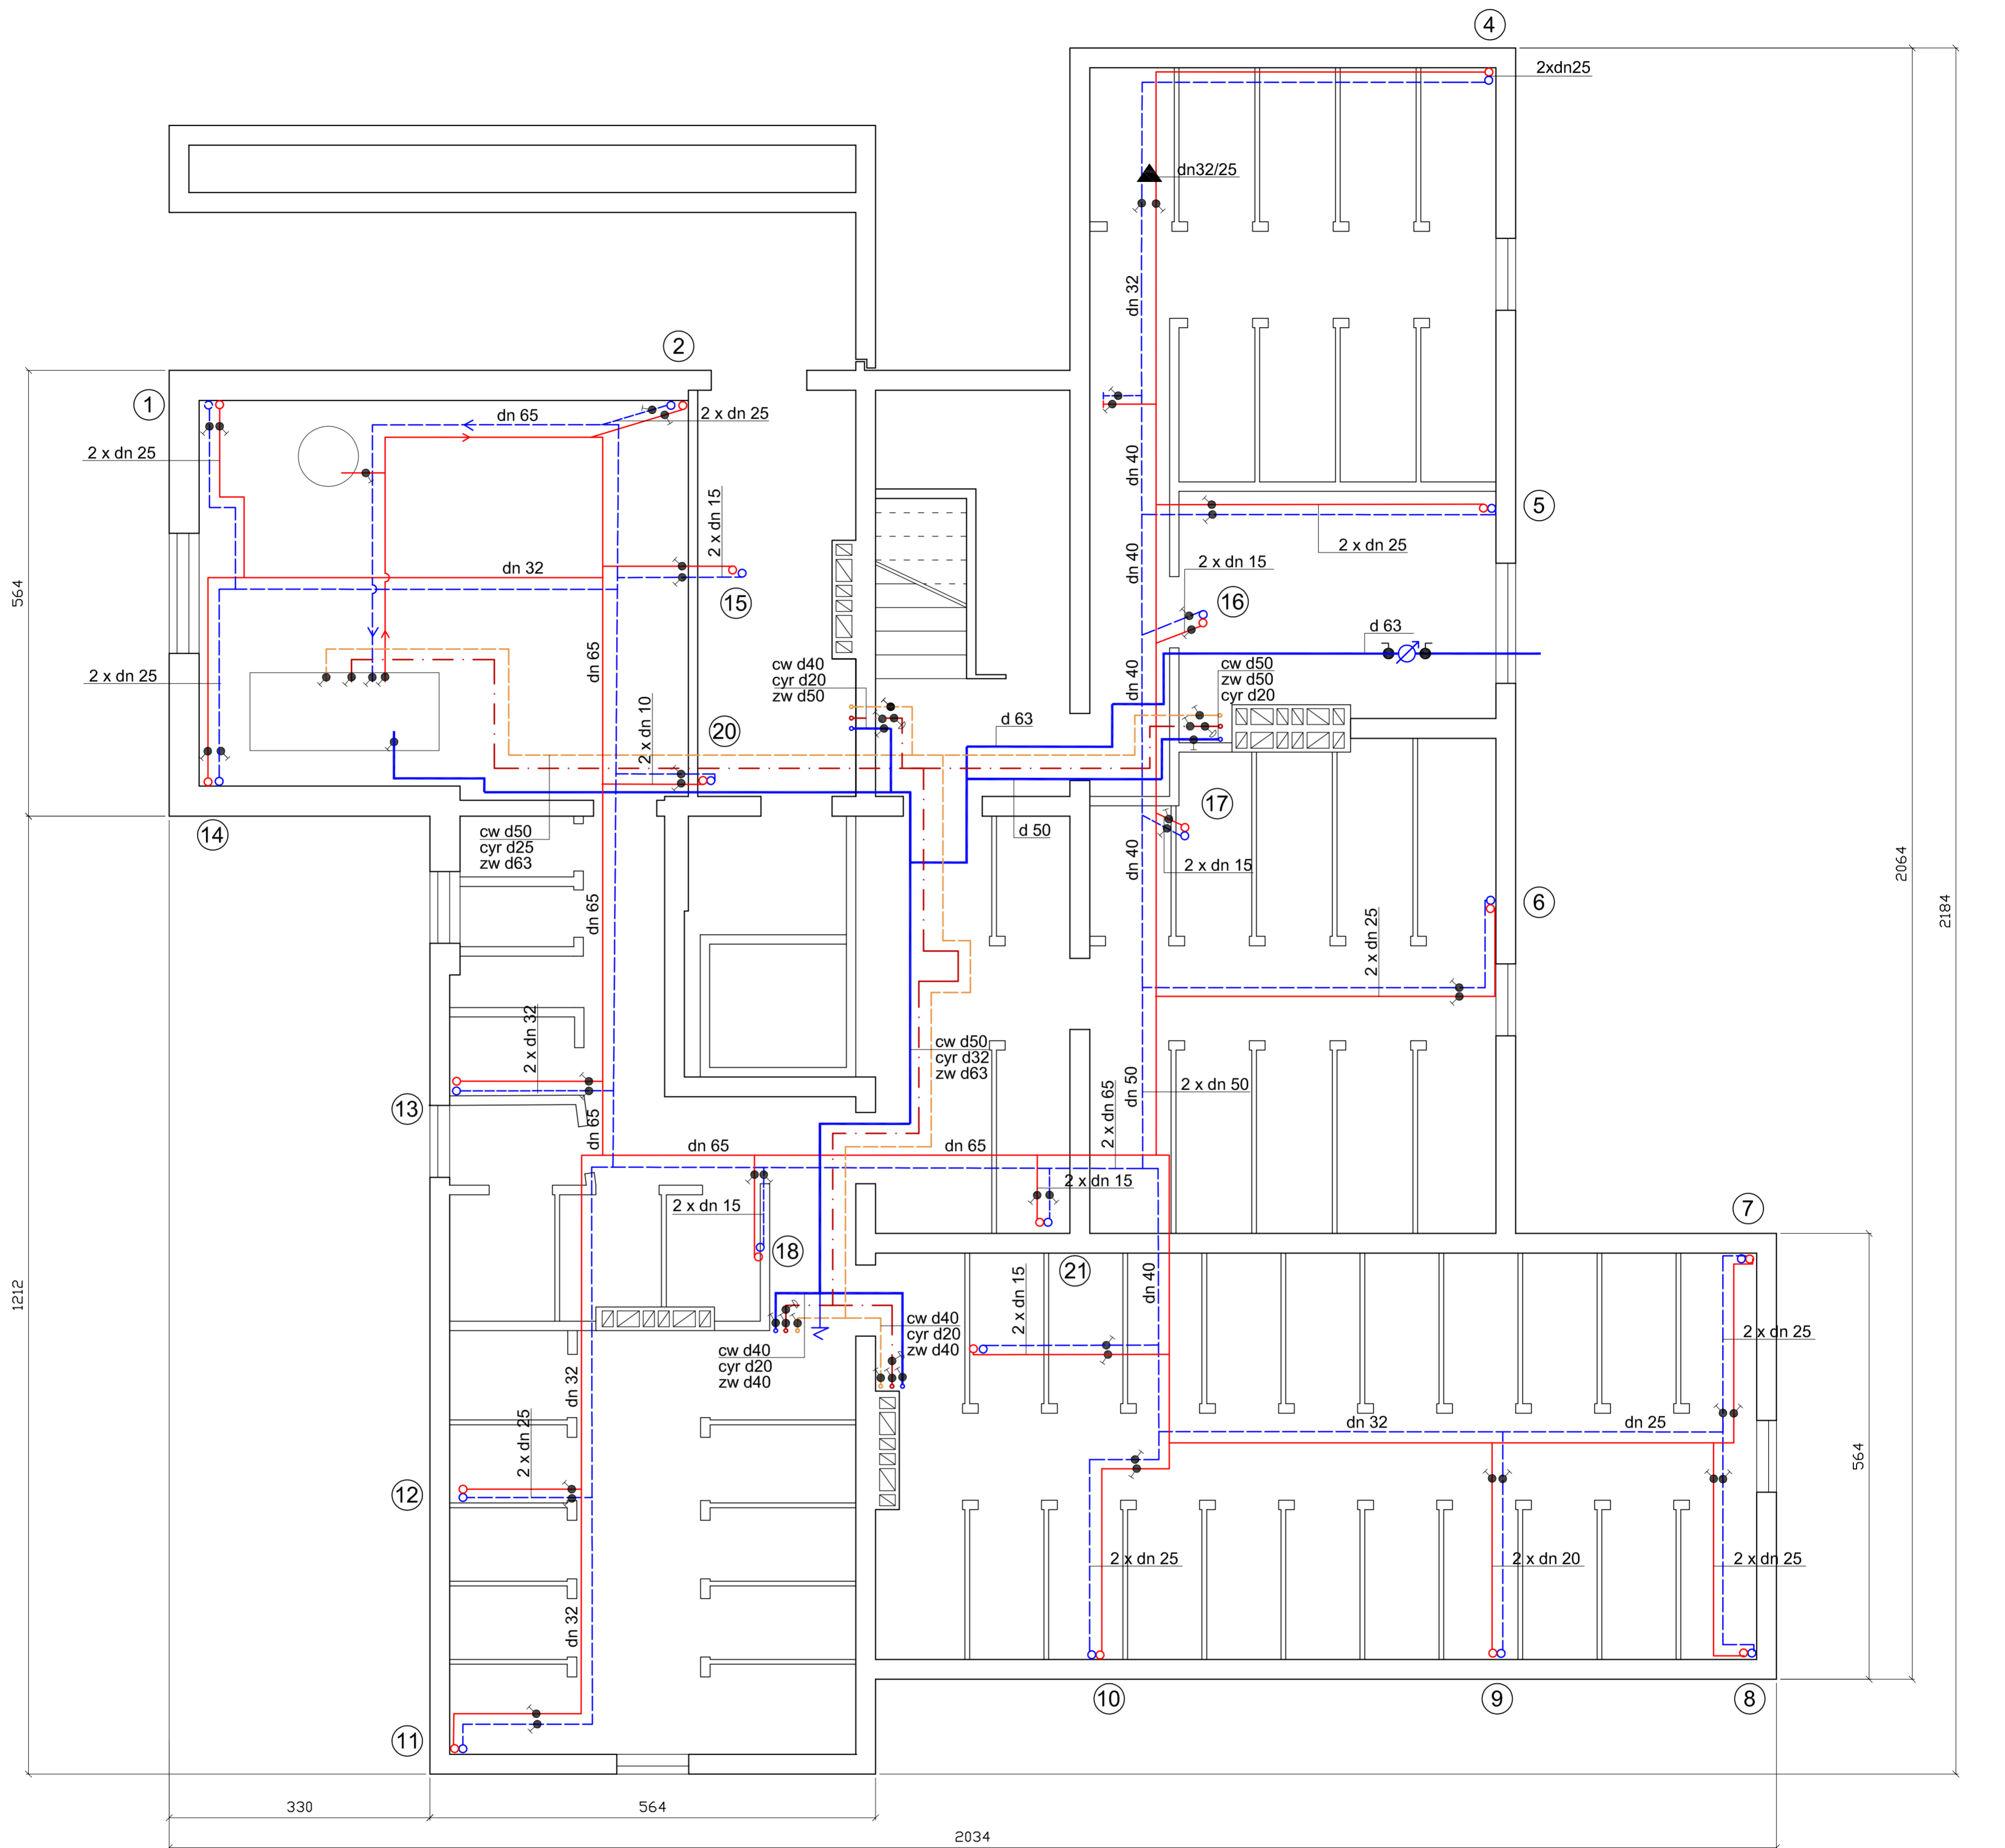 4
2xdn25
dn32/25
dn 32
2
1
dn 65
2 x dn 25
2 x dn 25
dn 40
2 x dn 15
5
2 x dn 25
dn 40
2 x dn 15
dn 32
564
15
16
d 63
dn 65
2 x dn 25
cw d40
cyr d20
zw d50
dn 40
cw d50
zw d50
cyr d20
2 x dn 10
20
d 63
14
cw d50
cyr d25
zw d63
d 50
17
dn 40
2 x dn 15
2064
2184
6
dn 65
2 x dn 25
2 x dn 32
cw d50
cyr d32
zw d63
2 x dn 65
dn 50
2 x dn 50
13
dn 65
dn 65
dn 65
2 x dn 15
2 x dn 15
7
18
21
dn 40
1212
2 x dn 15
cw d40
cyr d20
zw d40
2 x dn 25
cw d40
cyr d20
zw d40
dn 32
2 x dn 25
dn 32
dn 25
564
12
2 x dn 25
2 x dn 20
2 x dn 25
dn 32
11
10
9
8
330
564
2034